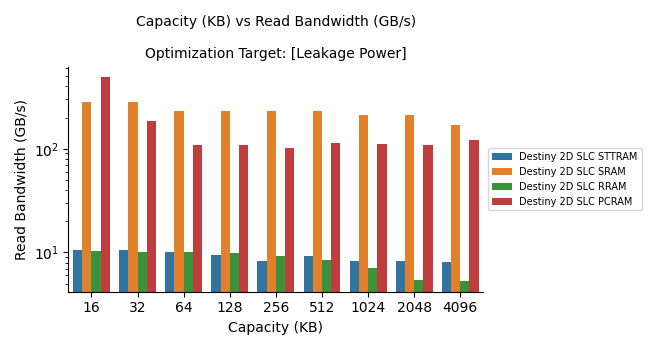 Capacity (KB) vs Read Bandwidth (GB/s)
Optimization Target: [Leakage Power]
Read Bandwidth (GB/s)
10²
10¹
16 32 64 128 256 512 1024 2048 4096
Capacity (KB)
Destiny 2D SLC STTRAM
Destiny 2D SLC SRAM
Destiny 2D SLC RRAM
Destiny 2D SLC PCRAM